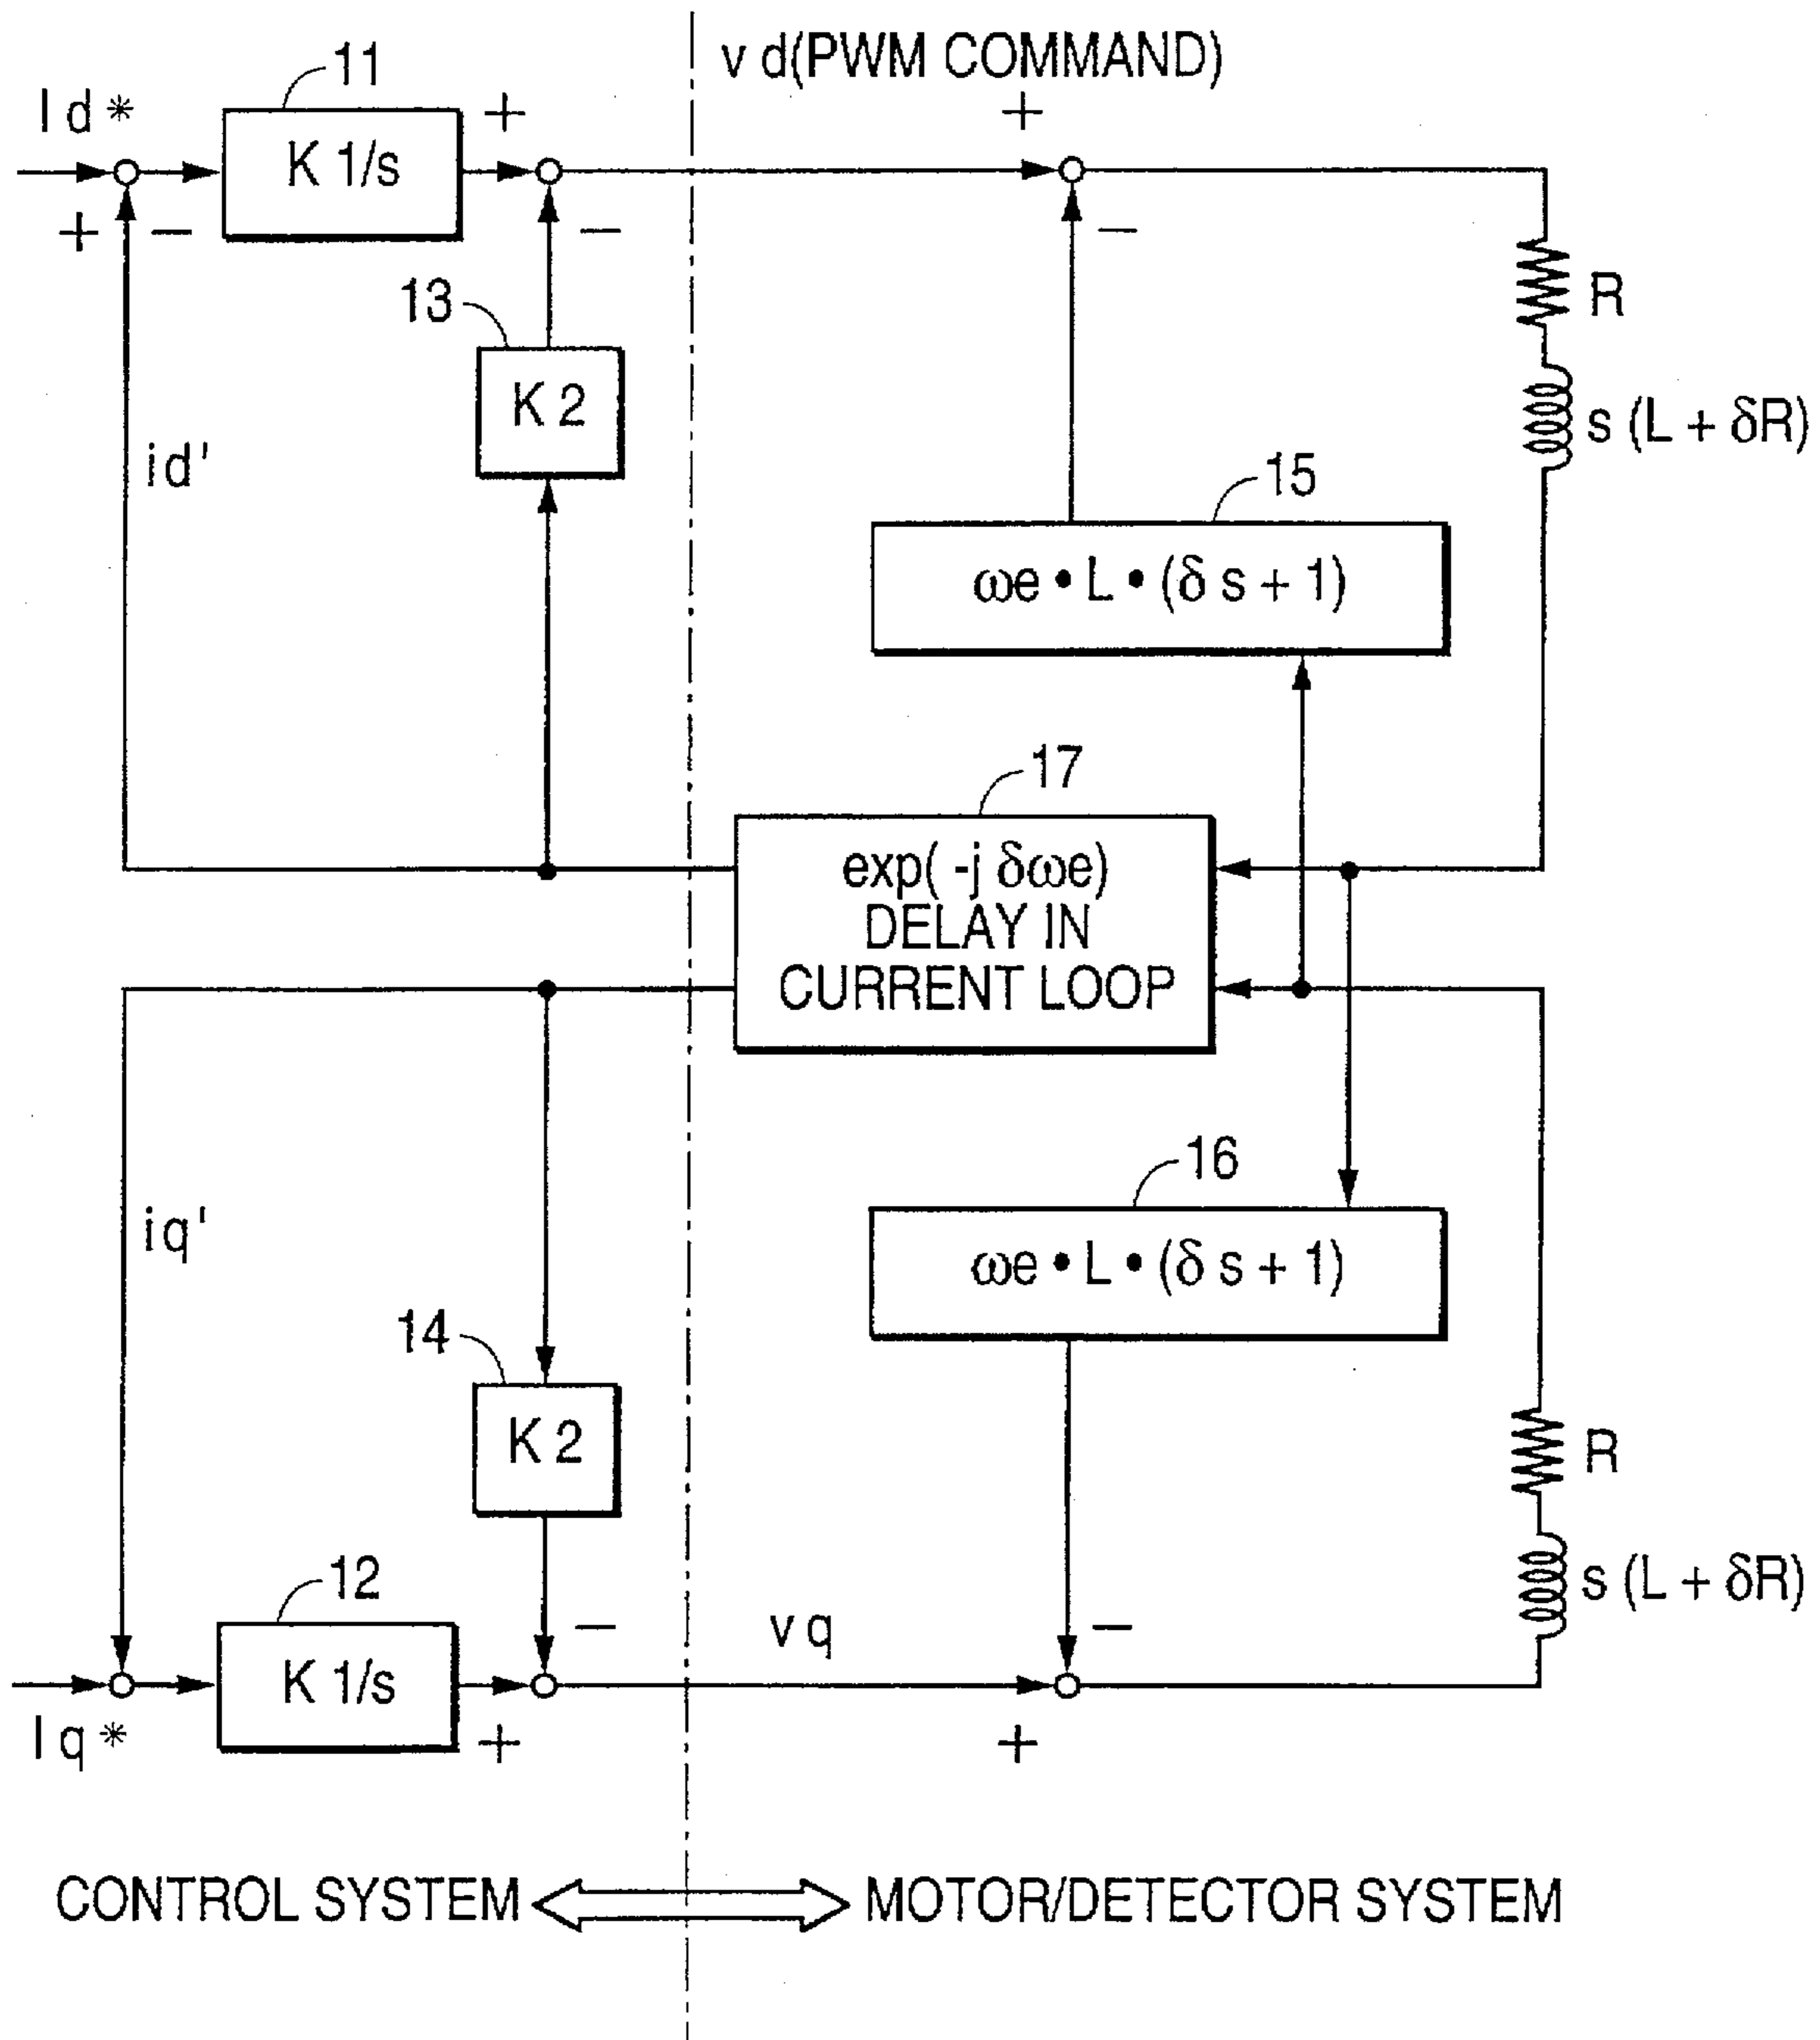 v d(PWM COMMAND)
11
I d*
K 1/s
+
+
+ −
−
−
13
K 2
R
s (L + δR)
id'
15
ωe • L • (δ s + 1)
17
exp( -j δωe)
DELAY IN
CURRENT LOOP
16
iq'
ωe • L • (δ s + 1)
14
K 2
R
s (L + δR)
12
−
v q
−
K 1/s
I q*
+
+
CONTROL SYSTEM
MOTOR/DETECTOR SYSTEM